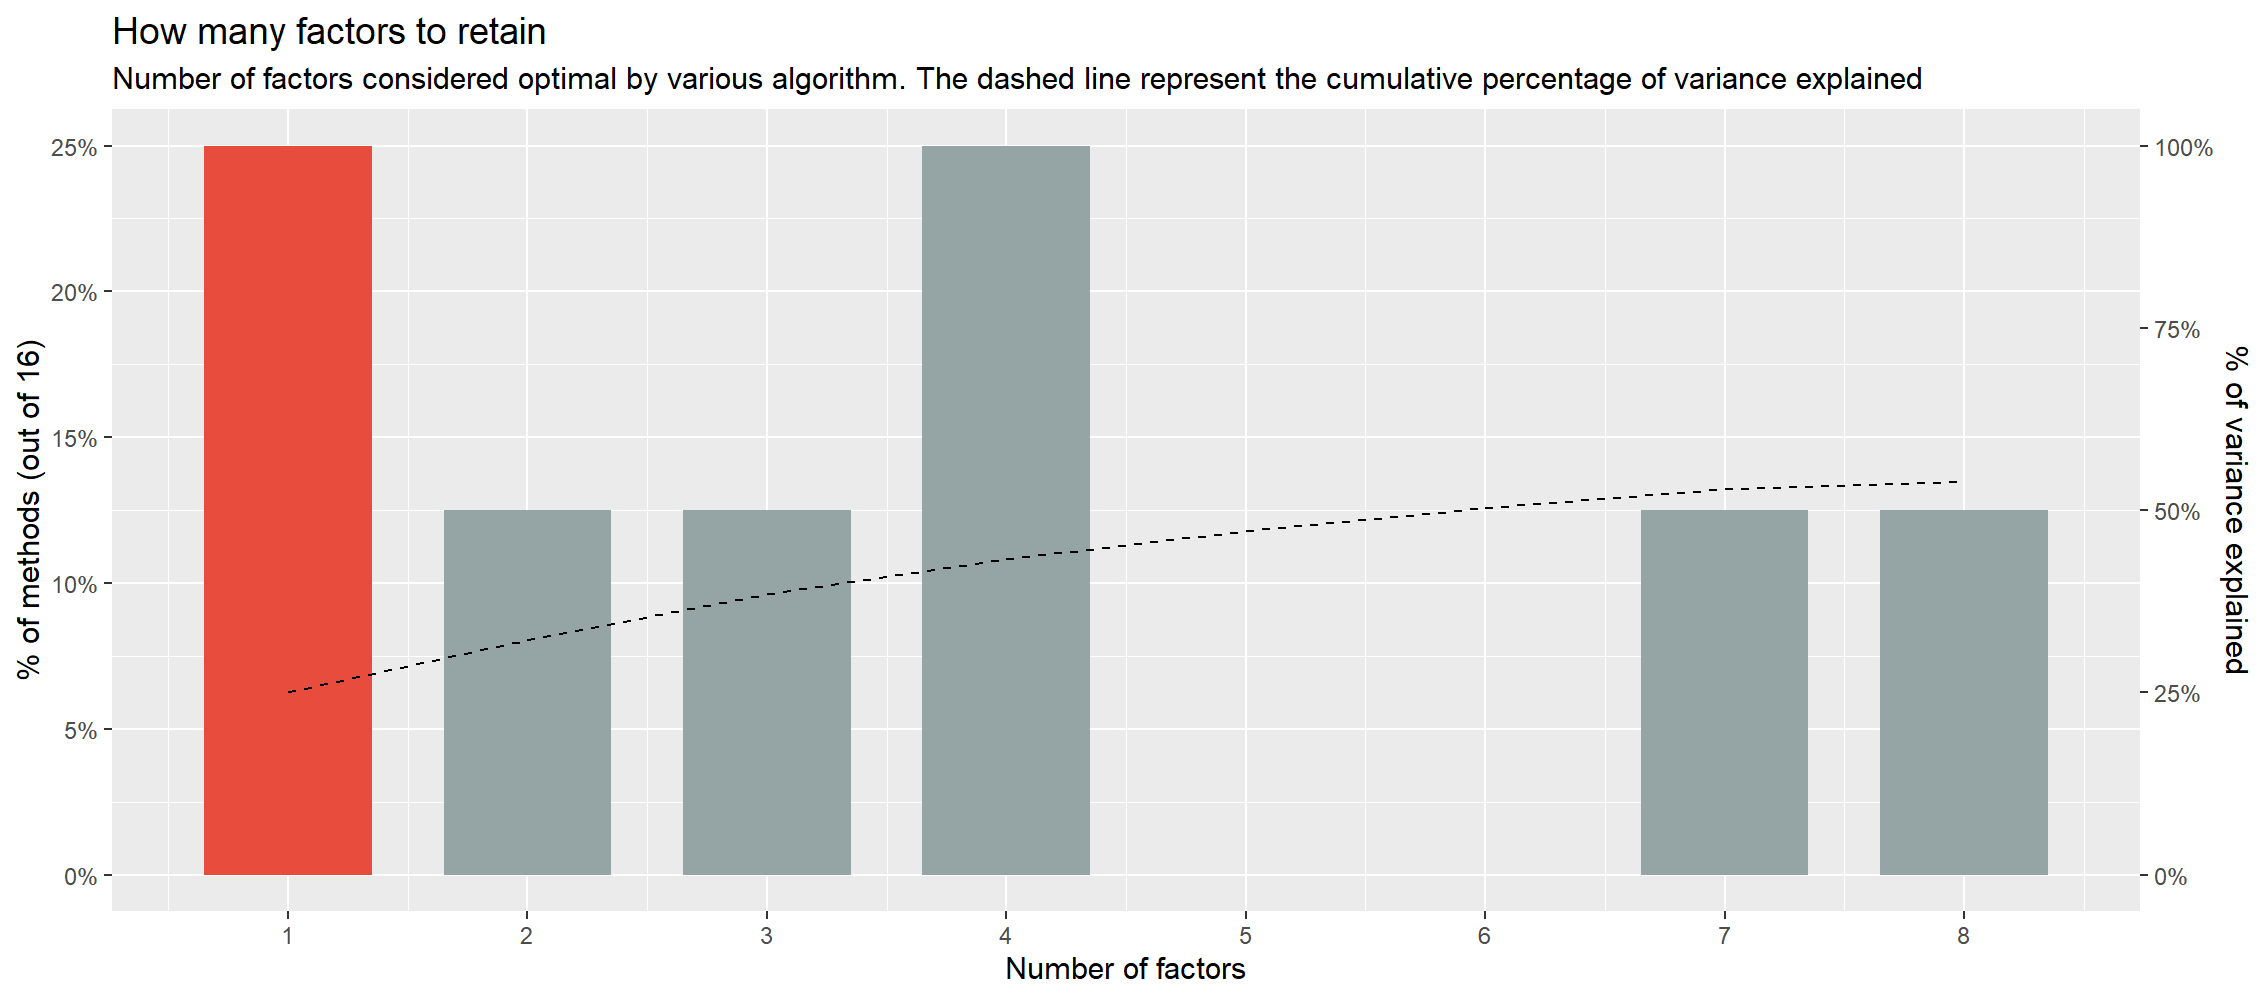 How many factors to retain
Number of factors considered optimal by various algorithm. The dashed line represent the cumulative percentage of variance explained
% of methods (out of 16)
25%
20%
15%
10%
5%
0%
100%
75%
50%
25%
0%
% of variance explained
1 2 3 4 5 6 7 8
Number of factors